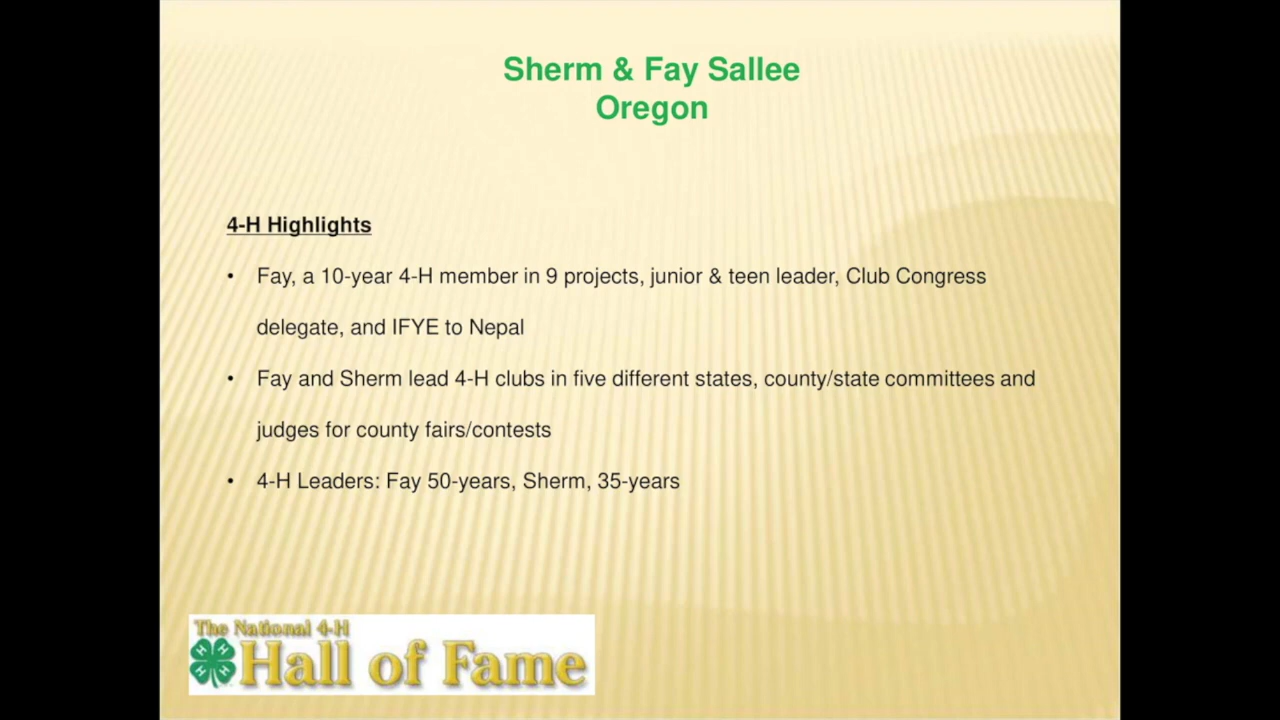 Sherm & Fay Sallee
Oregon
4-H Highlights
• Fay, a 10-year 4-H member in 9 projects, junior & teen leader, Club Congress
delegate, and IFYE to Nepal
• Fay and Sherm lead 4-H clubs in five different states, county/state committees and
judges for county fairs/contests
• 4-H Leaders: Fay 50-years, Sherm, 35-years
The National 4-H
H H H H
Hall of Fame